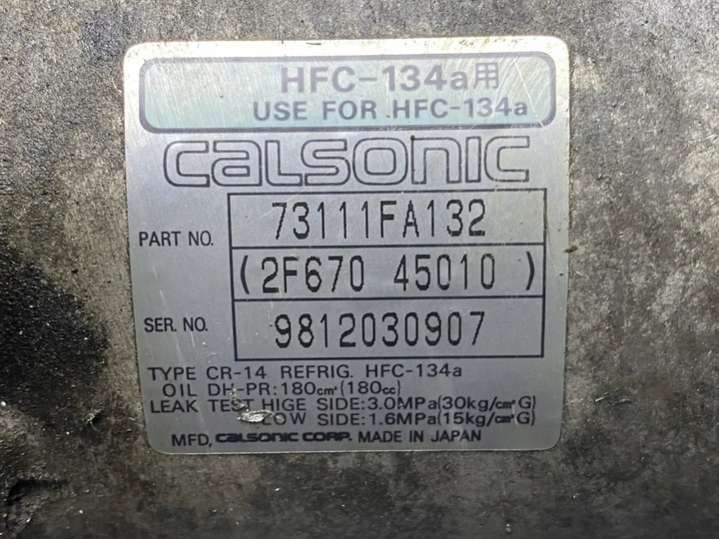 HFC-134a用
USE FOR HFC-134a
CALSONIC
PART NO. 73111FA132
(2F670 45010 )
SER. NO. 9812030907
TYPE CR-14 REFRIG. HFC-134a
OIL DH-PR:180cm³(180cc)
LEAK TEST HIGE SIDE:3.0MPa(30kg/cm²G)
LOW SIDE:1.6MPa(15kg/cm²G)
MFD, CALSONIC CORP. MADE IN JAPAN